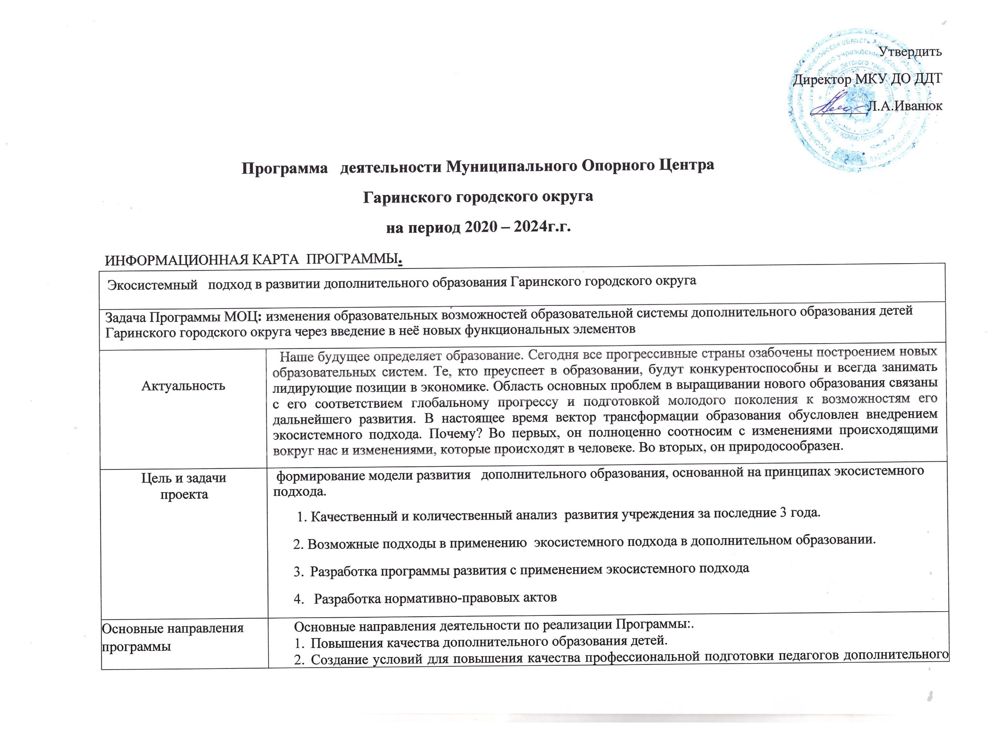 Утвердить
Директор МКУ ДО ДДТ
Л.А.Иванюк
Программа деятельности Муниципального Опорного Центра
Гаринского городского округа
на период 2020 – 2024г.г.
ИНФОРМАЦИОННАЯ КАРТА ПРОГРАММЫ.
Экосистемный подход в развитии дополнительного образования Гаринского городского округа
Задача Программы МОЦ: изменения образовательных возможностей образовательной системы дополнительного образования детей
Гаринского городского округа через введение в неё новых функциональных элементов
Актуальность
Наше будущее определяет образование. Сегодня все прогрессивные страны озабочены построением новых
образовательных систем. Те, кто преуспеет в образовании, будут конкурентоспособны и всегда занимать
лидирующие позиции в экономике. Область основных проблем в выращивании нового образования связаны
с его соответствием глобальному прогрессу и подготовкой молодого поколения к возможностям его
дальнейшего развития. В настоящее время вектор трансформации образования обусловлен внедрением
экосистемного подхода. Почему? Во первых, он полноценно соотносим с изменениями происходящими
вокруг нас и изменениями, которые происходят в человеке. Во вторых, он природосообразен.
Цель и задачи
проекта
формирование модели развития дополнительного образования, основанной на принципах экосистемного
подхода.
1. Качественный и количественный анализ развития учреждения за последние 3 года.
2. Возможные подходы в применению экосистемного подхода в дополнительном образовании.
3. Разработка программы развития с применением экосистемного подхода
4. Разработка нормативно-правовых актов
Основные направления
программы
Основные направления деятельности по реализации Программы:.
1. Повышения качества дополнительного образования детей.
2. Создание условий для повышения качества профессиональной подготовки педагогов дополнительного